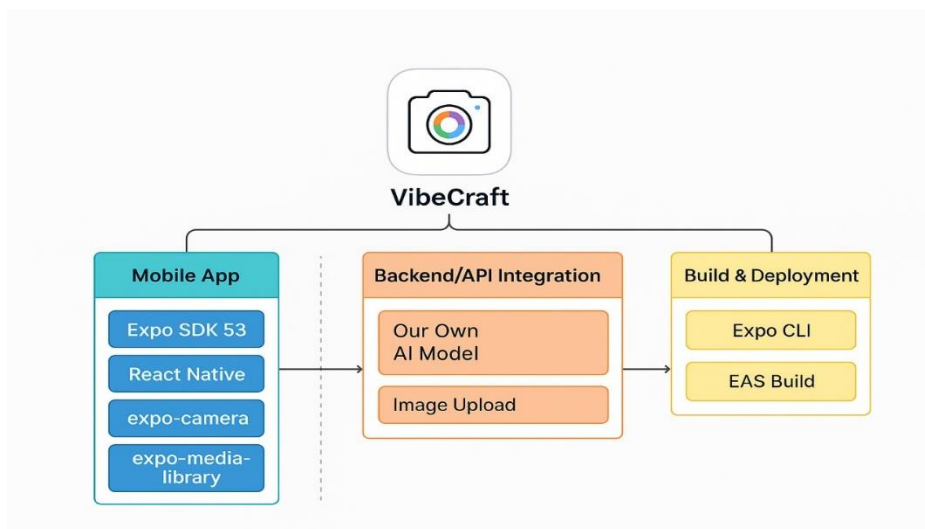 VibeCraft
Mobile App
Expo SDK 53
React Native
expo-camera
expo-media-
library
Backend/API Integration
Our Own
AI Model
Image Upload
Build & Deployment
Expo CLI
EAS Build